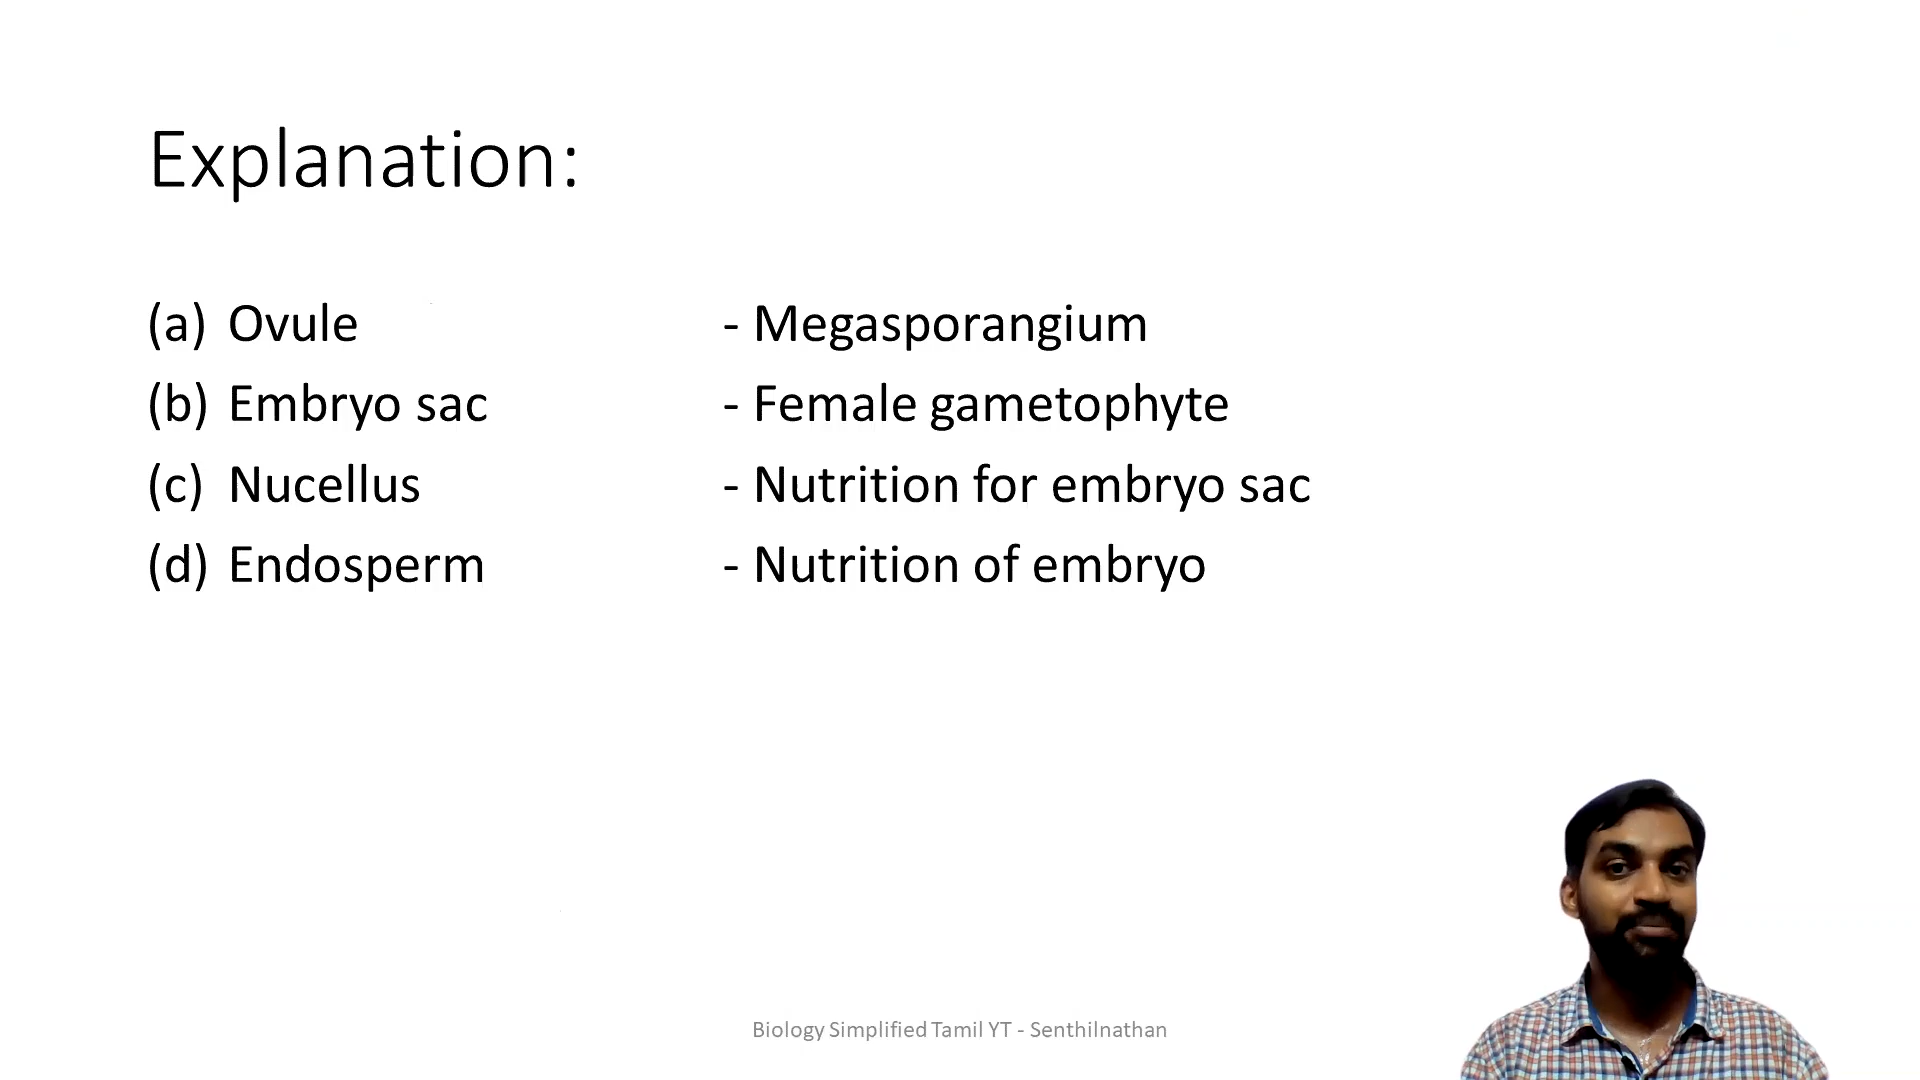 Explanation:
(a) Ovule - Megasporangium
(b) Embryo sac - Female gametophyte
(c) Nucellus - Nutrition for embryo sac
(d) Endosperm - Nutrition of embryo
Biology Simplified Tamil YT - Senthilnathan